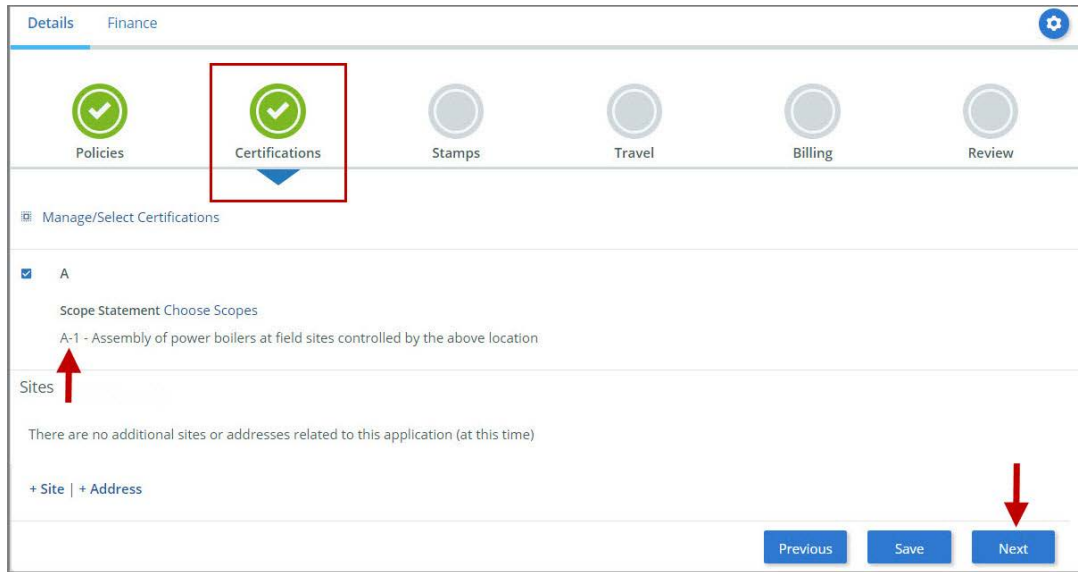 Details Finance
Policies Certifications Stamps Travel Billing Review
Manage/Select Certifications
A
Scope Statement Choose Scopes
A-1 - Assembly of power boilers at field sites controlled by the above location
Sites
There are no additional sites or addresses related to this application (at this time)
+ Site | + Address
Previous Save Next